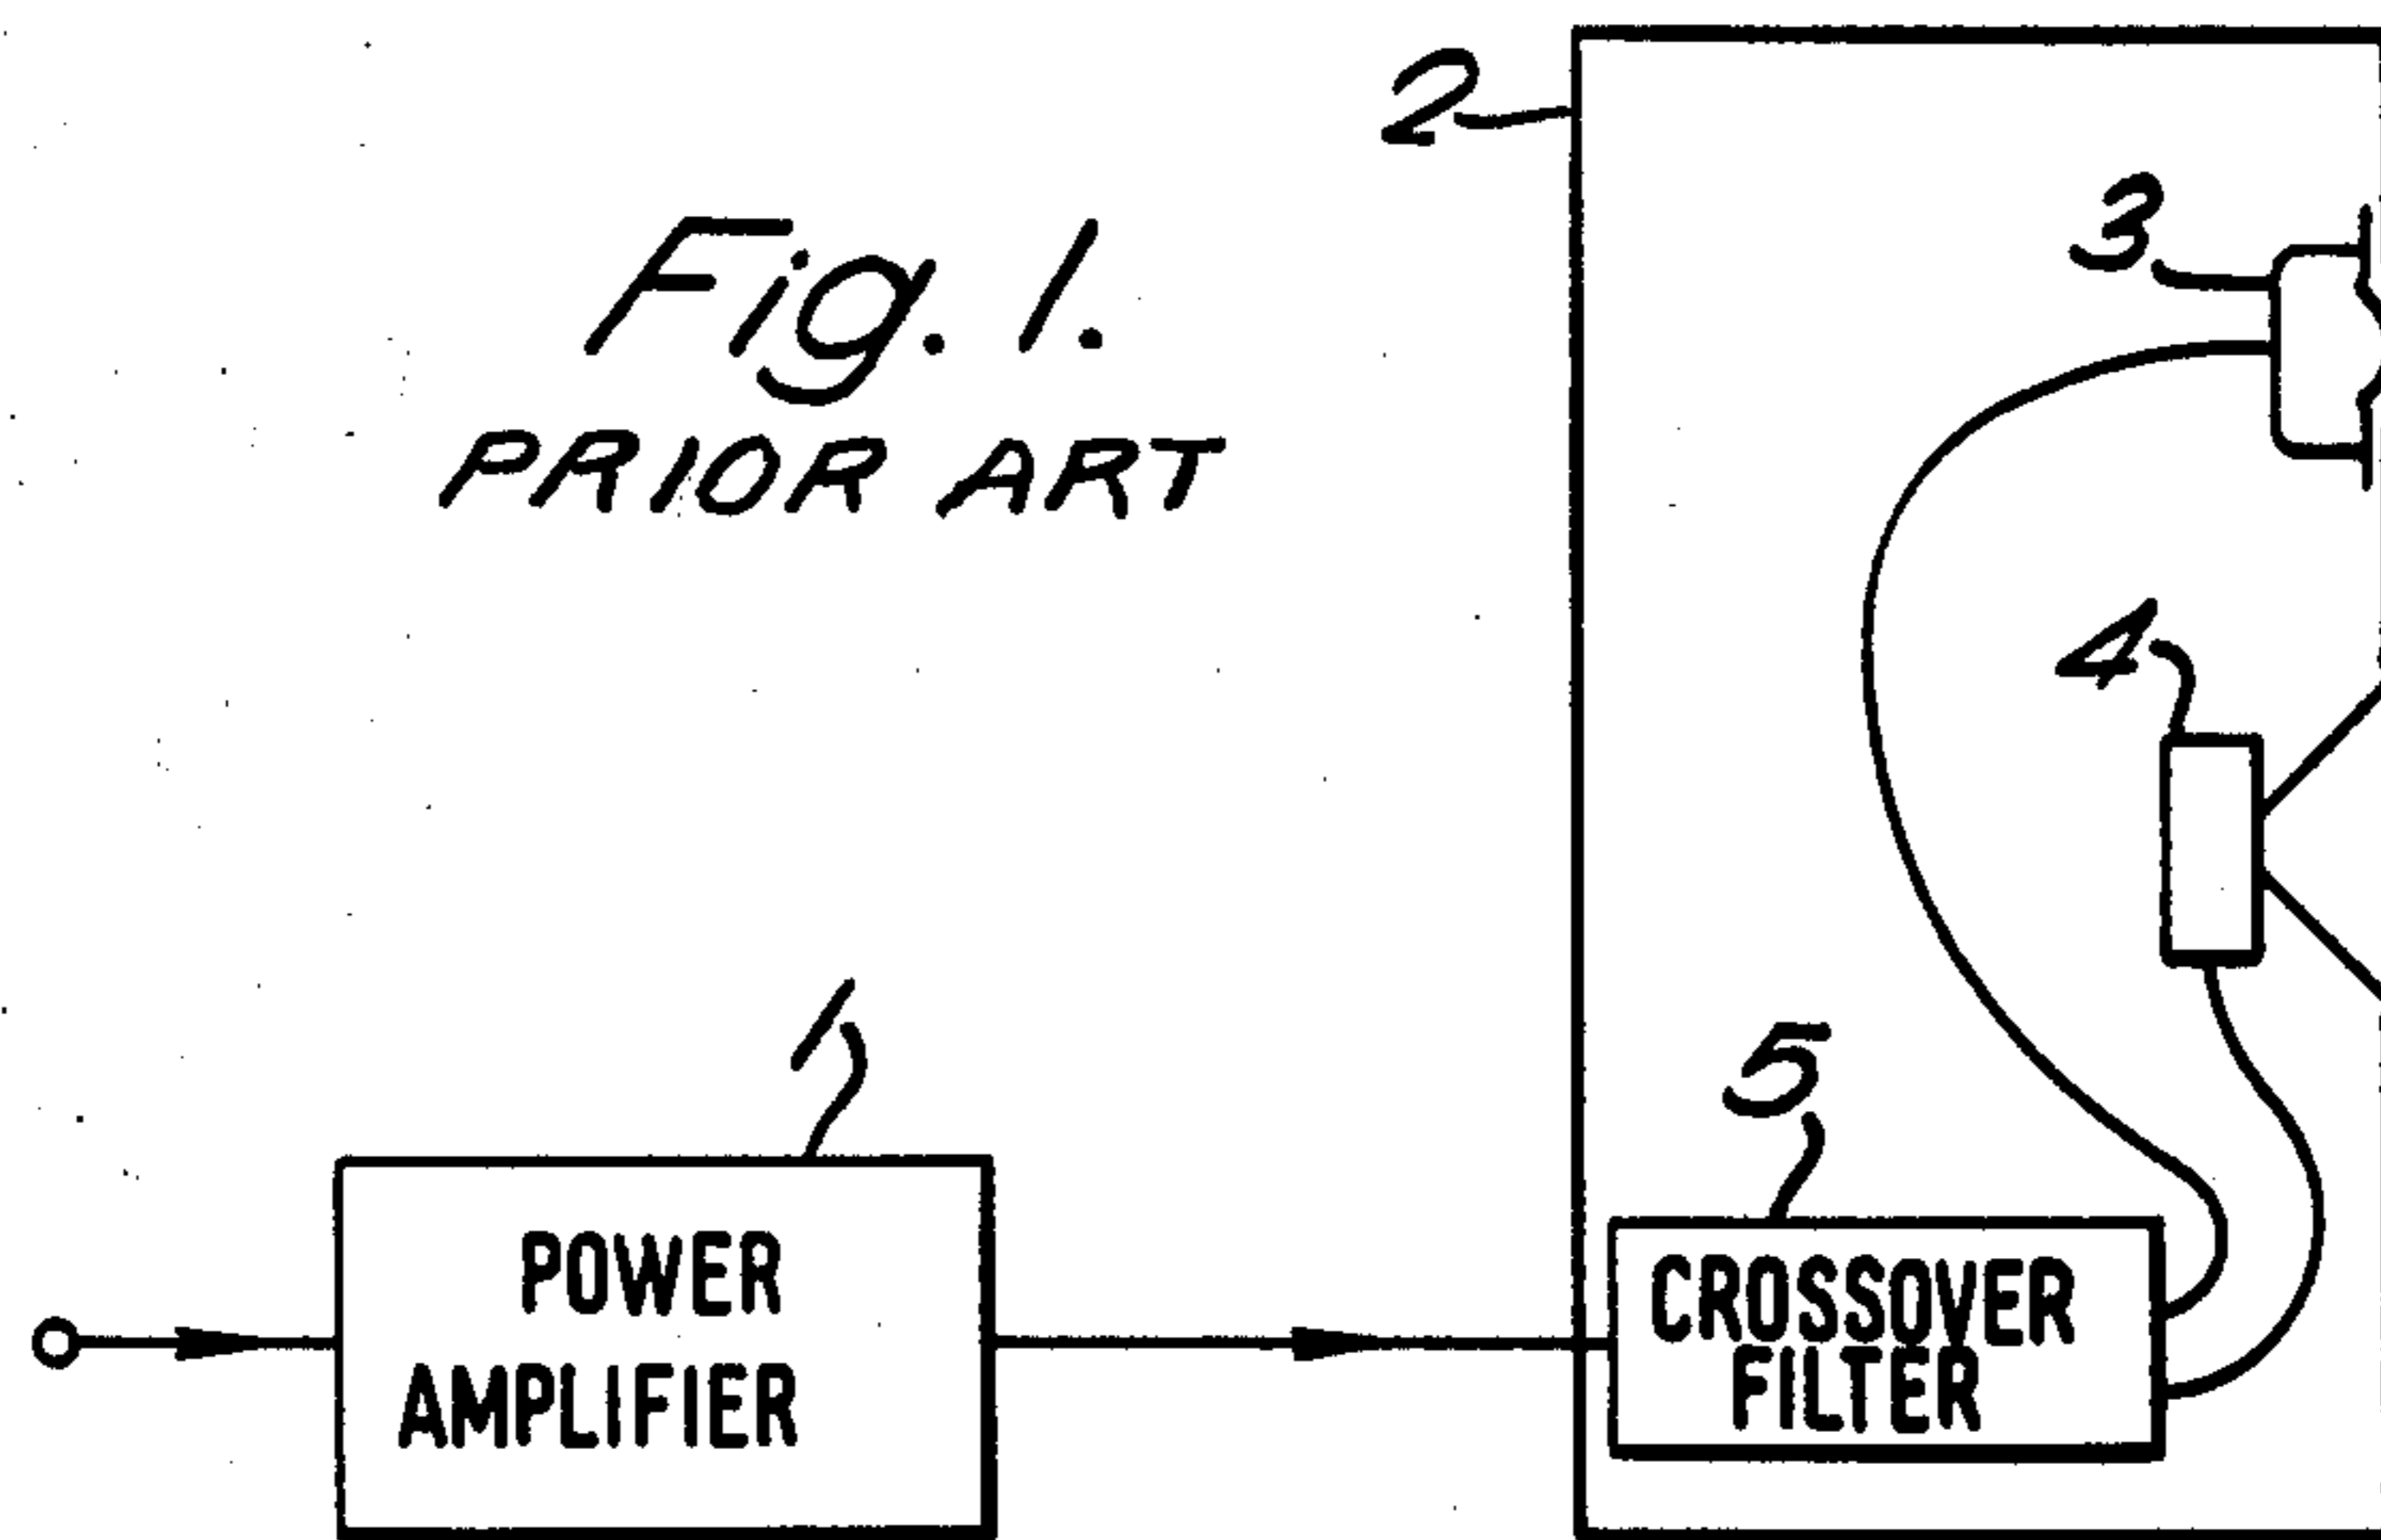 Fig. 1.
PRIOR ART
2
3
4
1
5
POWER
AMPLIFIER
CROSSOVER
FILTER